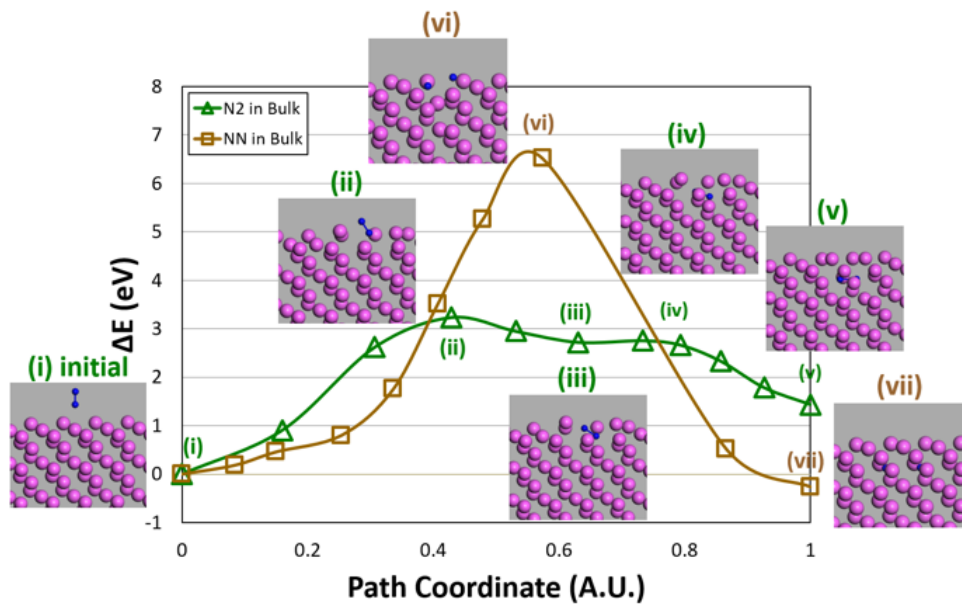 (vi)
8
N2 in Bulk
NN in Bulk
7
(vi)
(iv)
6
(ii)
(v)
5
ΔE (eV)
4
3
(iii)
(iv)
(ii)
(v)
(i) initial
2
(iii)
(vii)
1
(i)
(vii)
0
-1
0
0.2
0.4
0.6
0.8
1
Path Coordinate (A.U.)